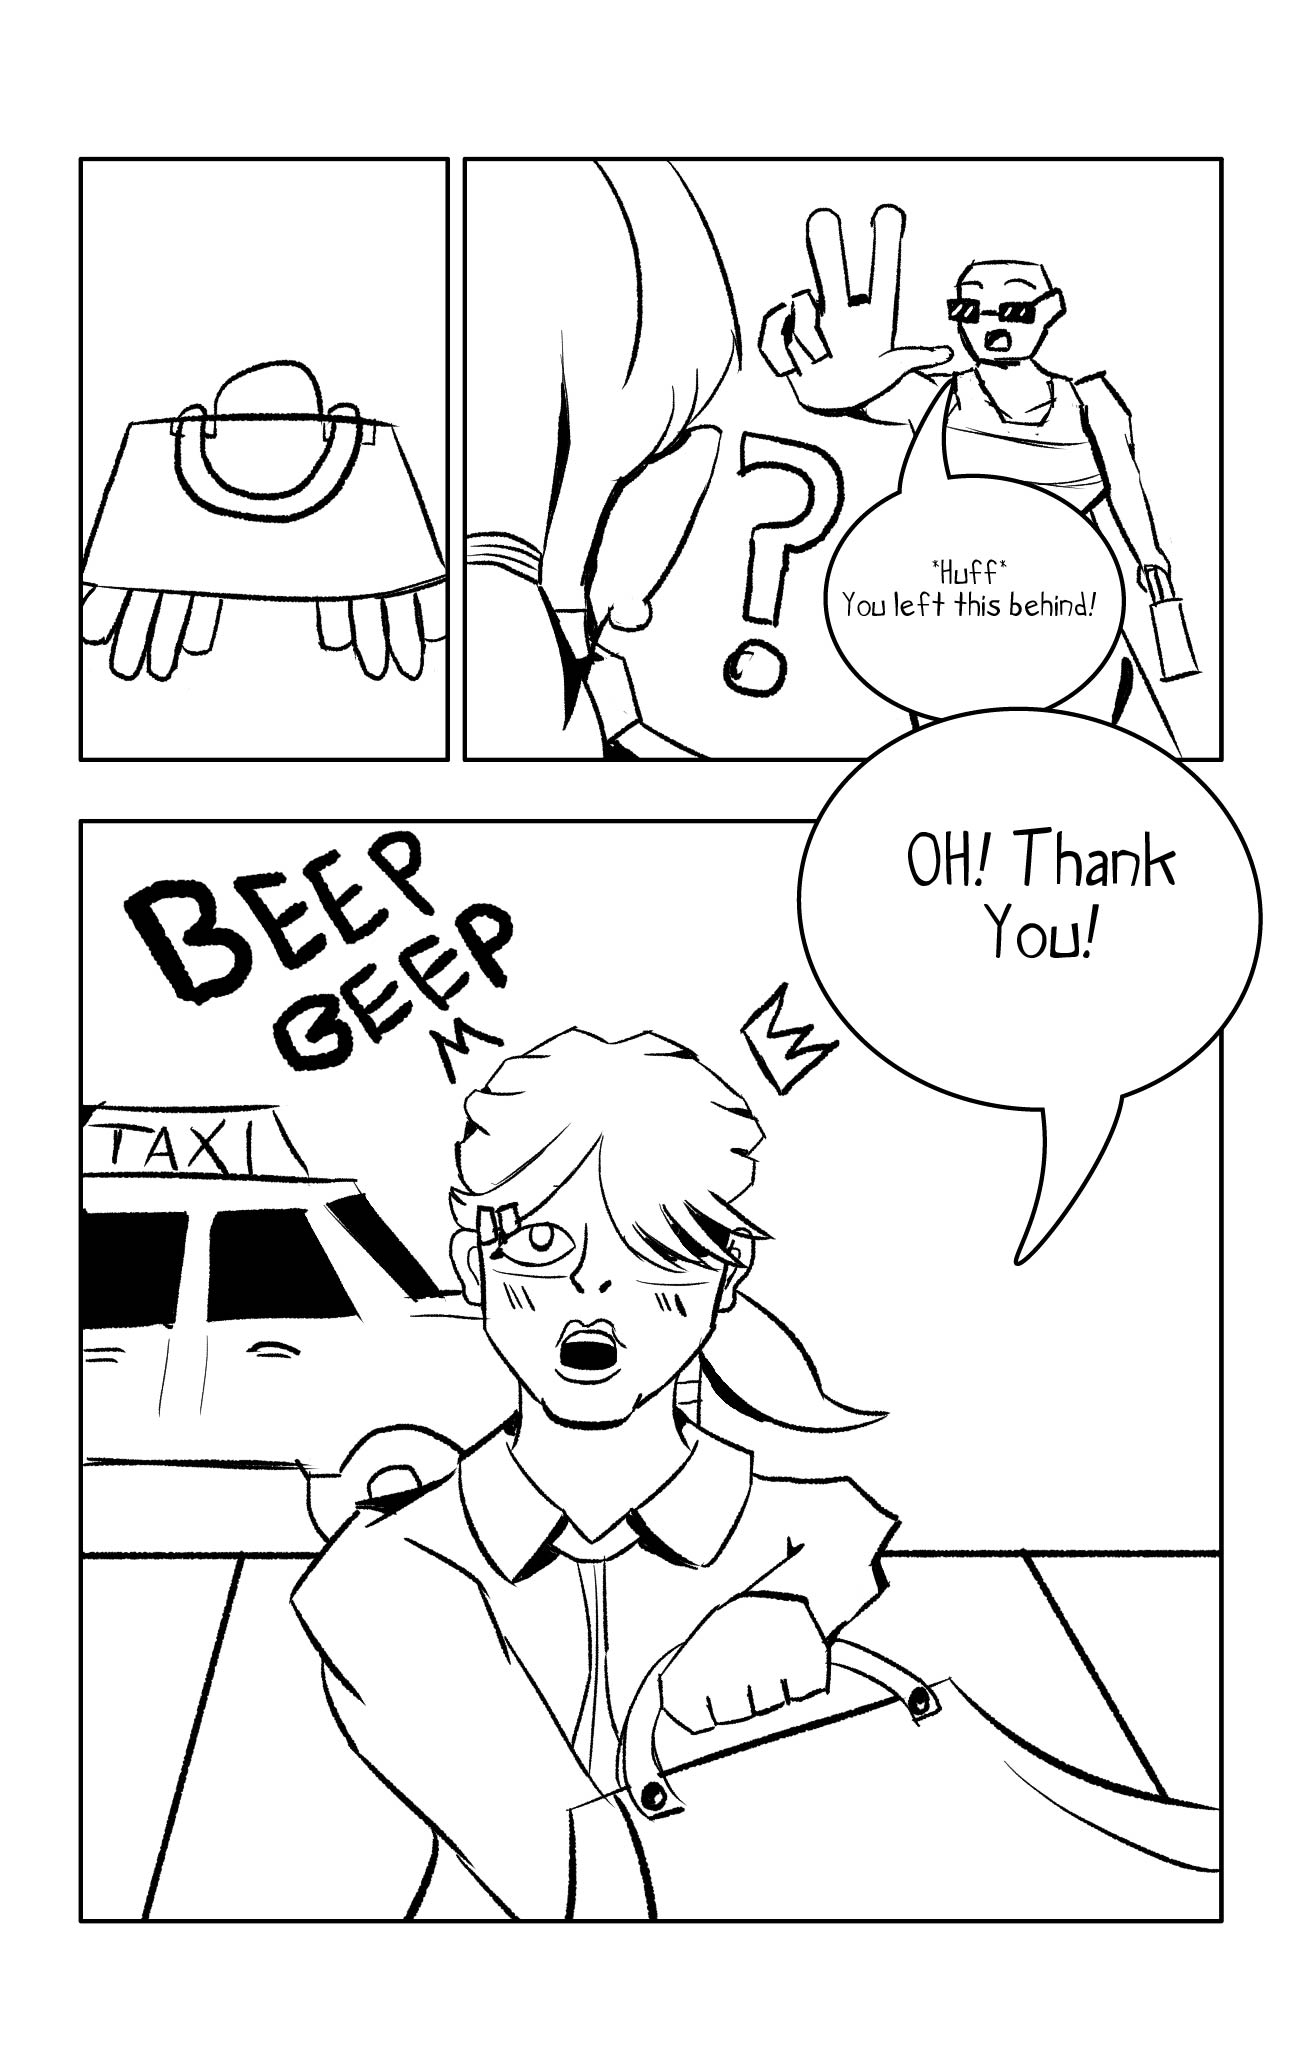 ?
*Huff*
You left this behind!
OH! Thank
You!
BEEP
BEEP
TAXI